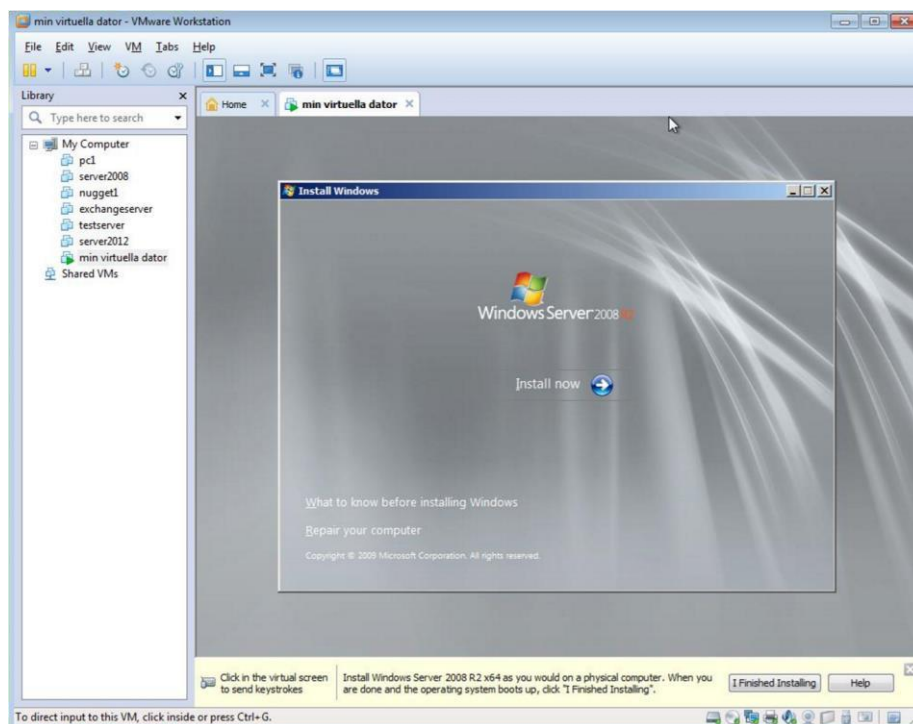 min virtuella dator - VMware Workstation
File Edit View VM Tabs Help
Library
Type here to search
My Computer
pc1
server2008
nugget1
exchangeserver
testserver
server2012
min virtuella dator
Shared VMs
Home
min virtuella dator
Install Windows
Windows Server 2008 R2
Install now
What to know before installing Windows
Repair your computer
Copyright © 2009 Microsoft Corporation. All rights reserved.
Click in the virtual screen
to send keystrokes
Install Windows Server 2008 R2 x64 as you would on a physical computer. When you
are done and the operating system boots up, click "I Finished Installing".
I Finished Installing
Help
To direct input to this VM, click inside or press Ctrl+G.